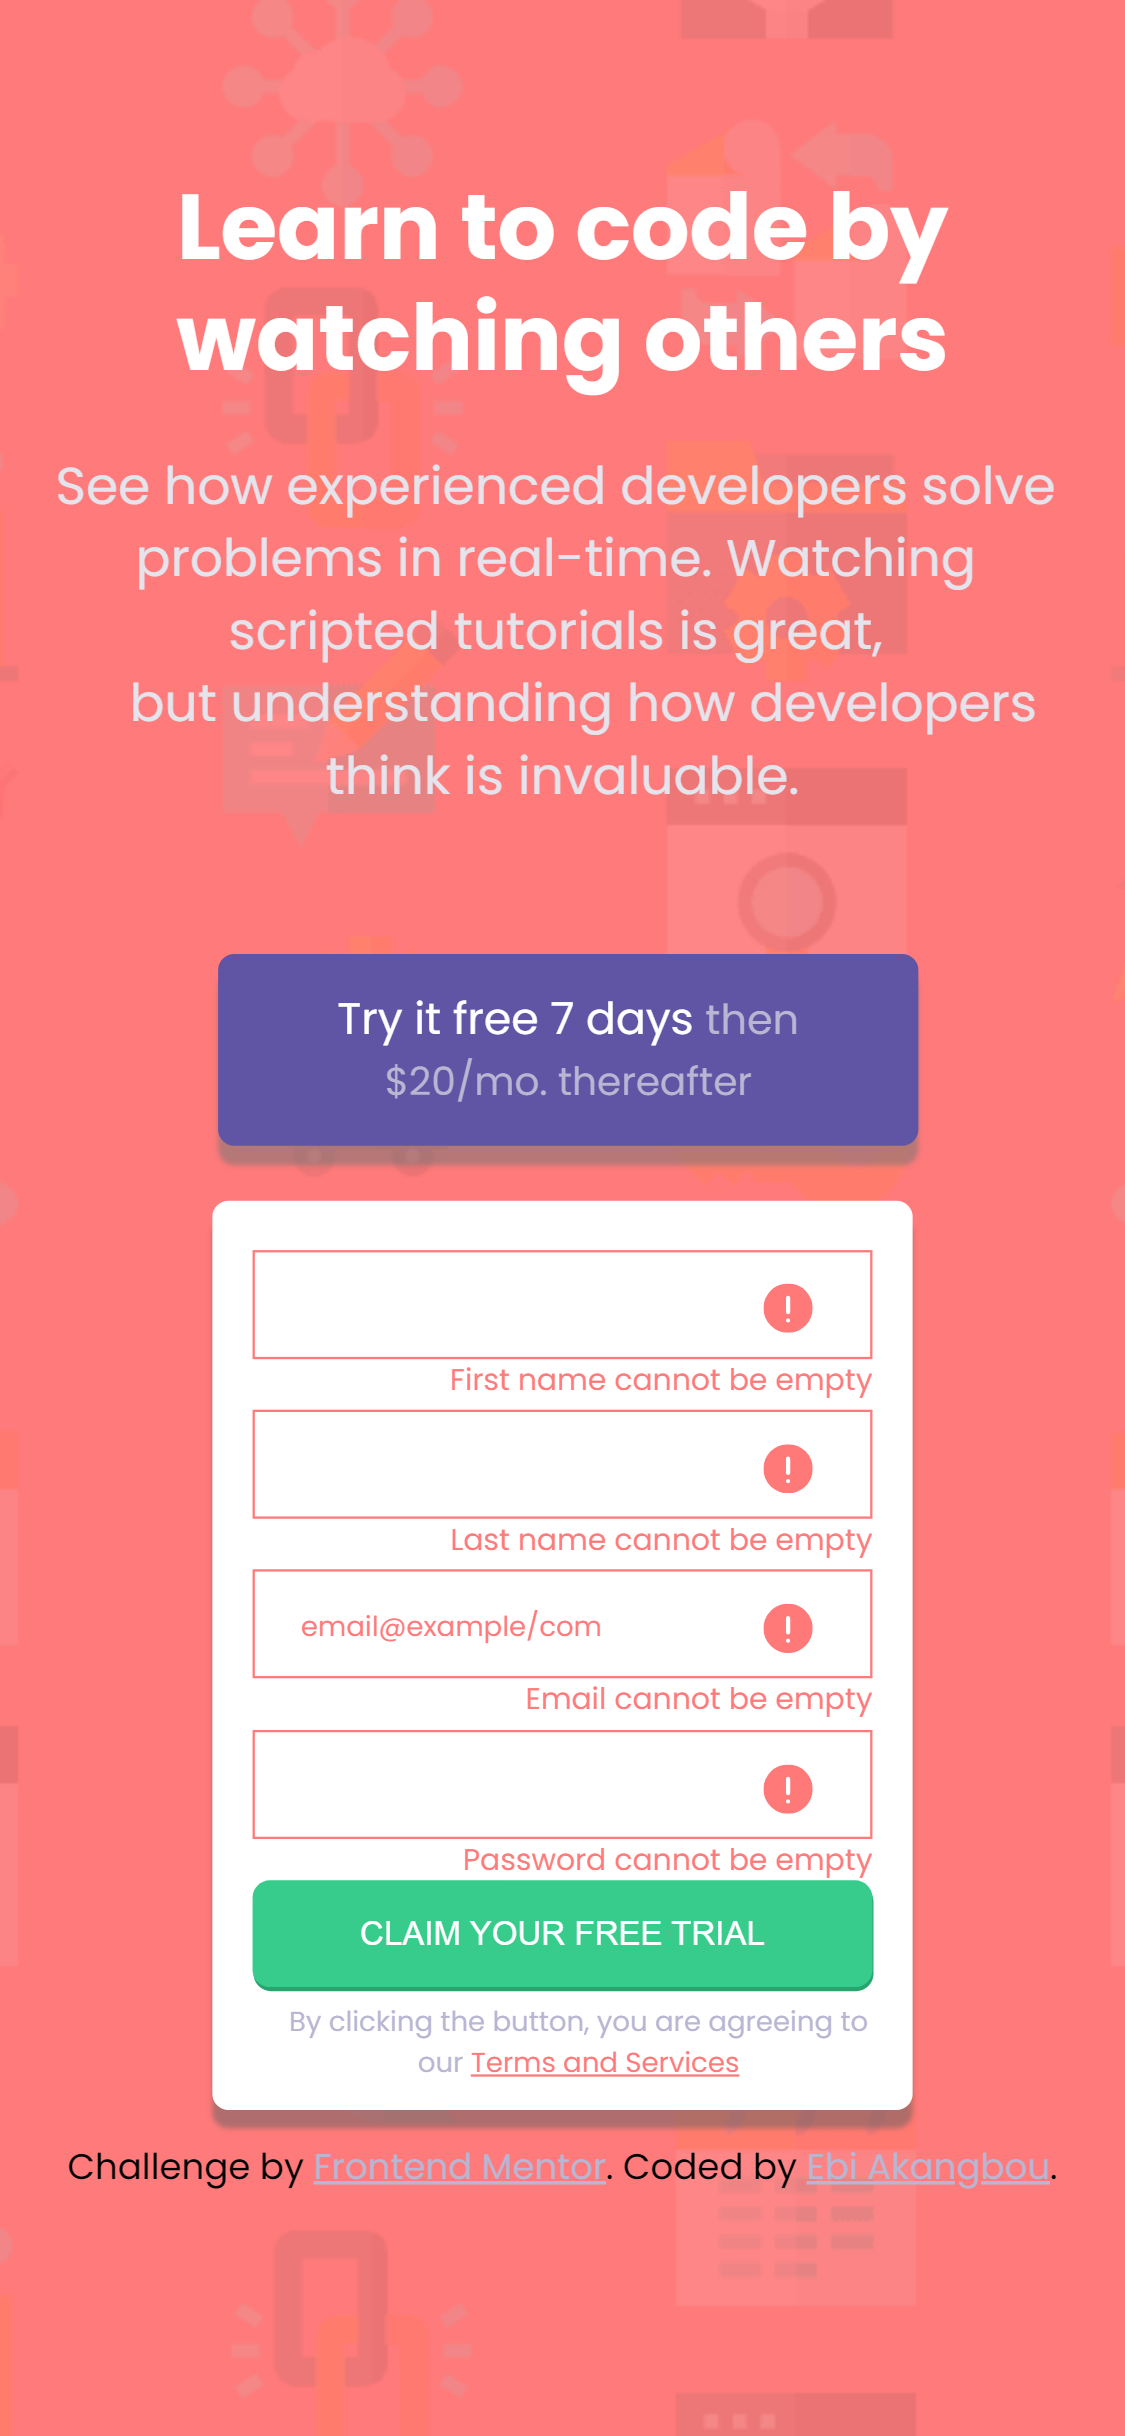 Learn to code by
watching others
See how experienced developers solve
problems in real-time. Watching
scripted tutorials is great,
but understanding how developers
think is invaluable.
Try it free 7 days then
$20/mo. thereafter
First name cannot be empty
Last name cannot be empty
email@example/com
Email cannot be empty
Password cannot be empty
CLAIM YOUR FREE TRIAL
By clicking the button, you are agreeing to
our Terms and Services
Challenge by Frontend Mentor. Coded by Ebi Akangbou.